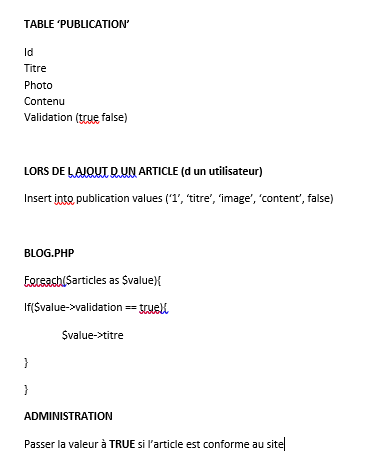 TABLE ‘PUBLICATION’
Id
Titre
Photo
Contenu
Validation (true false)
LORS DE L AJOUT D UN ARTICLE (d un utilisateur)
Insert into publication values (‘1’, ‘titre’, ‘image’, ‘content’, false)
BLOG.PHP
Foreach($articles as $value){
If($value->validation == true){
$value->titre
}
}
ADMINISTRATION
Passer la valeur à TRUE si l’article est conforme au site